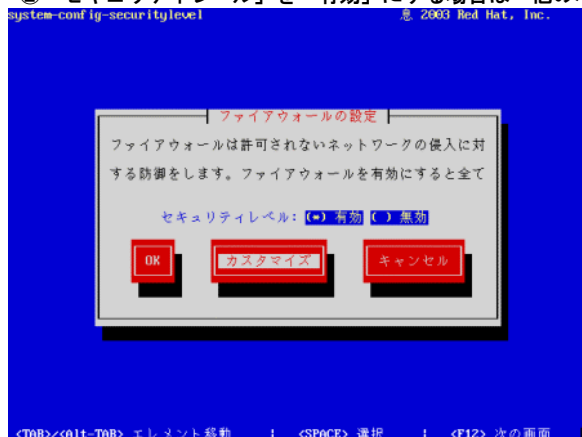 system-config-securitylevel 息 2003 Red Hat, Inc.
ファイアウォールの設定
ファイアウォールは許可されないネットワークの侵入に対
する防御をします。ファイアウォールを有効にすると全て
セキュリティレベル: (*) 有効 ( ) 無効
OK カスタマイズ キャンセル
<TAB>/<Alt-TAB> エレメント移動 | <SPACE> 選択 | <F12> 次の画面